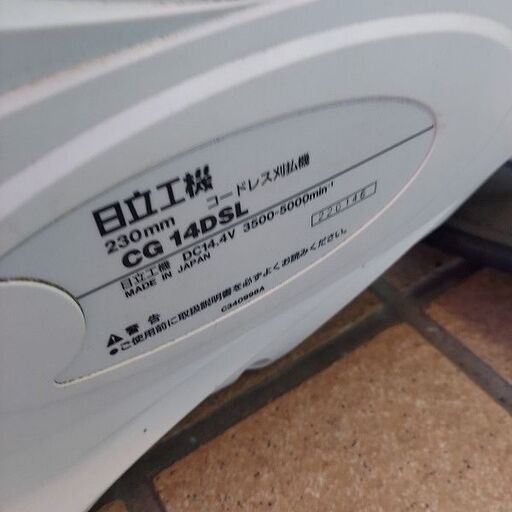 日立工機
230mm コードレス刈払機
CG 14DSL
日立工機 DC14.4V 3500-5000min⁻¹
MADE IN JAPAN 220146
⚠ 警告
●ご使用前に取扱説明書を必ずよくお読みください。
C340998A